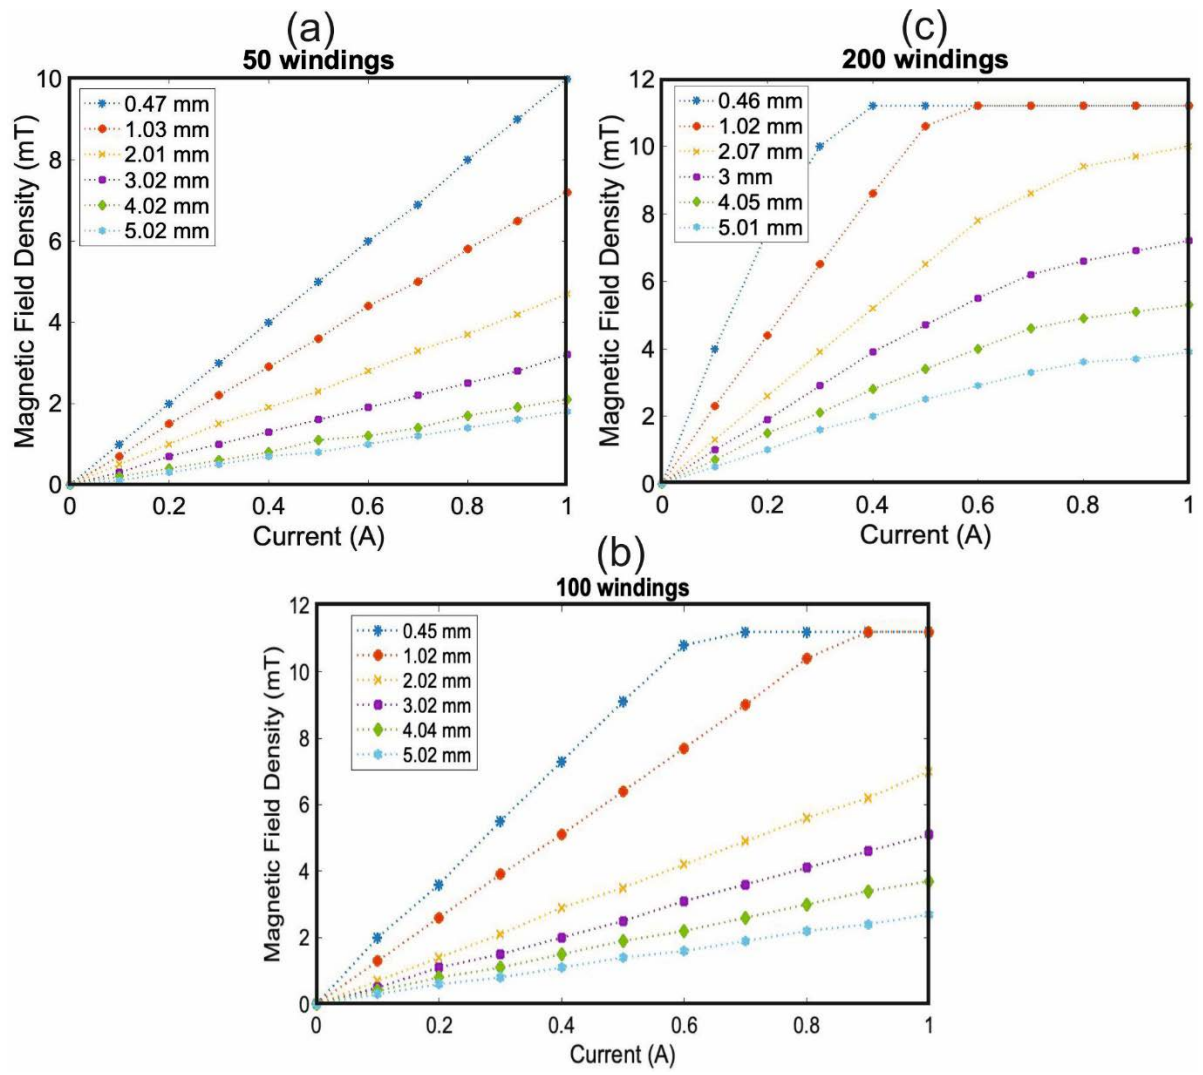 (a)
50 windings
Magnetic Field Density (mT)
10
8
6
4
2
0
0.47 mm
1.03 mm
2.01 mm
3.02 mm
4.02 mm
5.02 mm
0 0.2 0.4 0.6 0.8 1
Current (A)
(c)
200 windings
Magnetic Field Density (mT)
12
10
8
6
4
2
0
0.46 mm
1.02 mm
2.07 mm
3 mm
4.05 mm
5.01 mm
0 0.2 0.4 0.6 0.8 1
Current (A)
(b)
100 windings
Magnetic Field Density (mT)
12
10
8
6
4
2
0
0.45 mm
1.02 mm
2.02 mm
3.02 mm
4.04 mm
5.02 mm
0 0.2 0.4 0.6 0.8 1
Current (A)